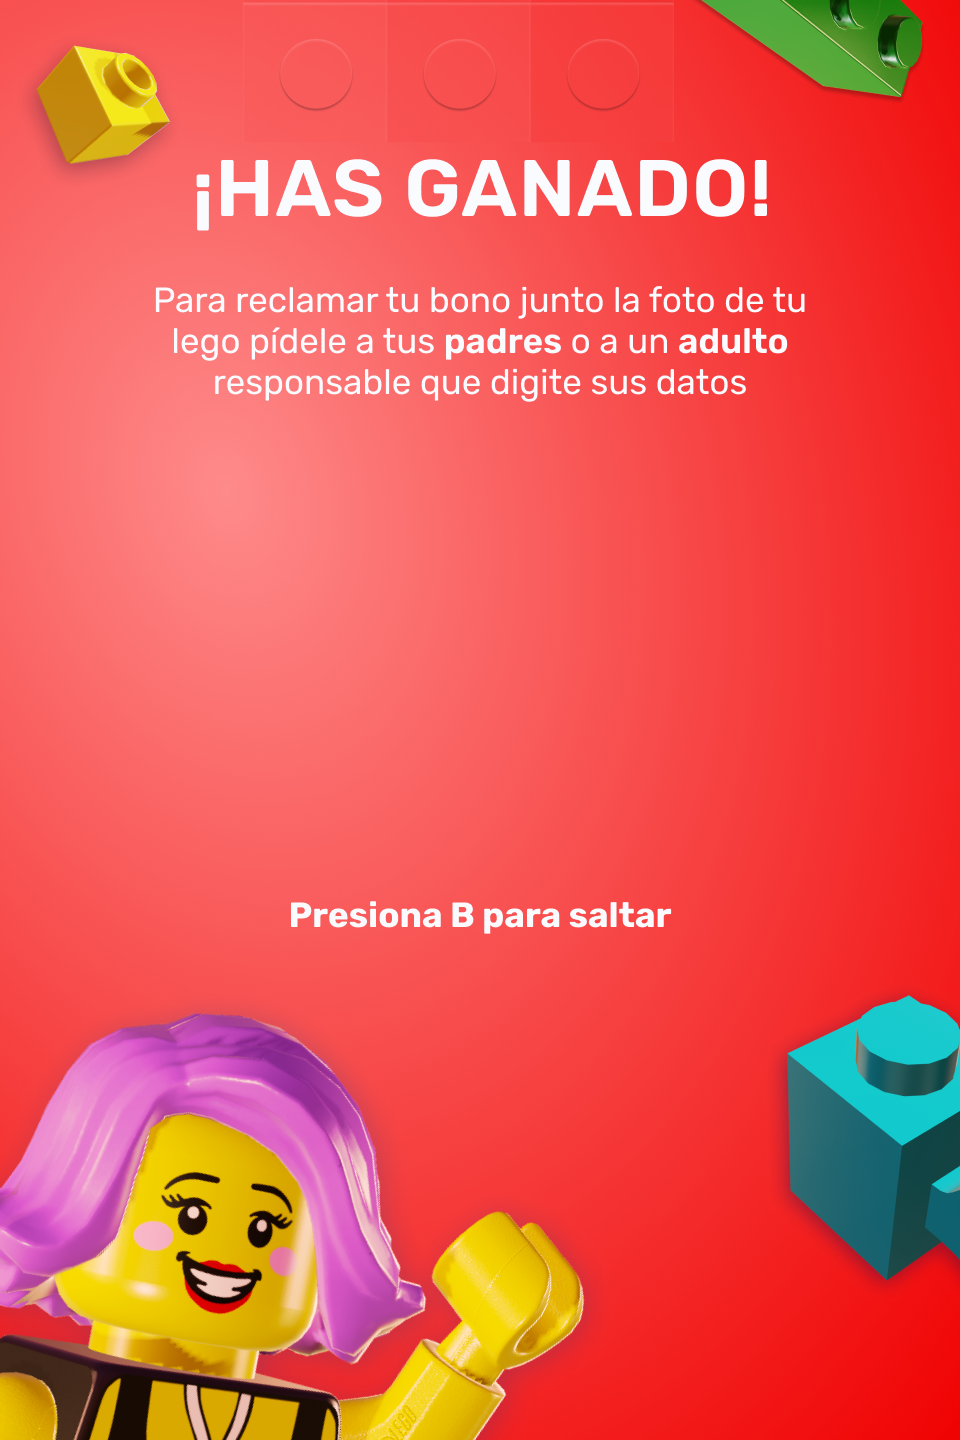 ¡HAS GANADO!
Para reclamar tu bono junto la foto de tu
lego pídele a tus padres o a un adulto
responsable que digite sus datos
Presiona B para saltar
LEGO